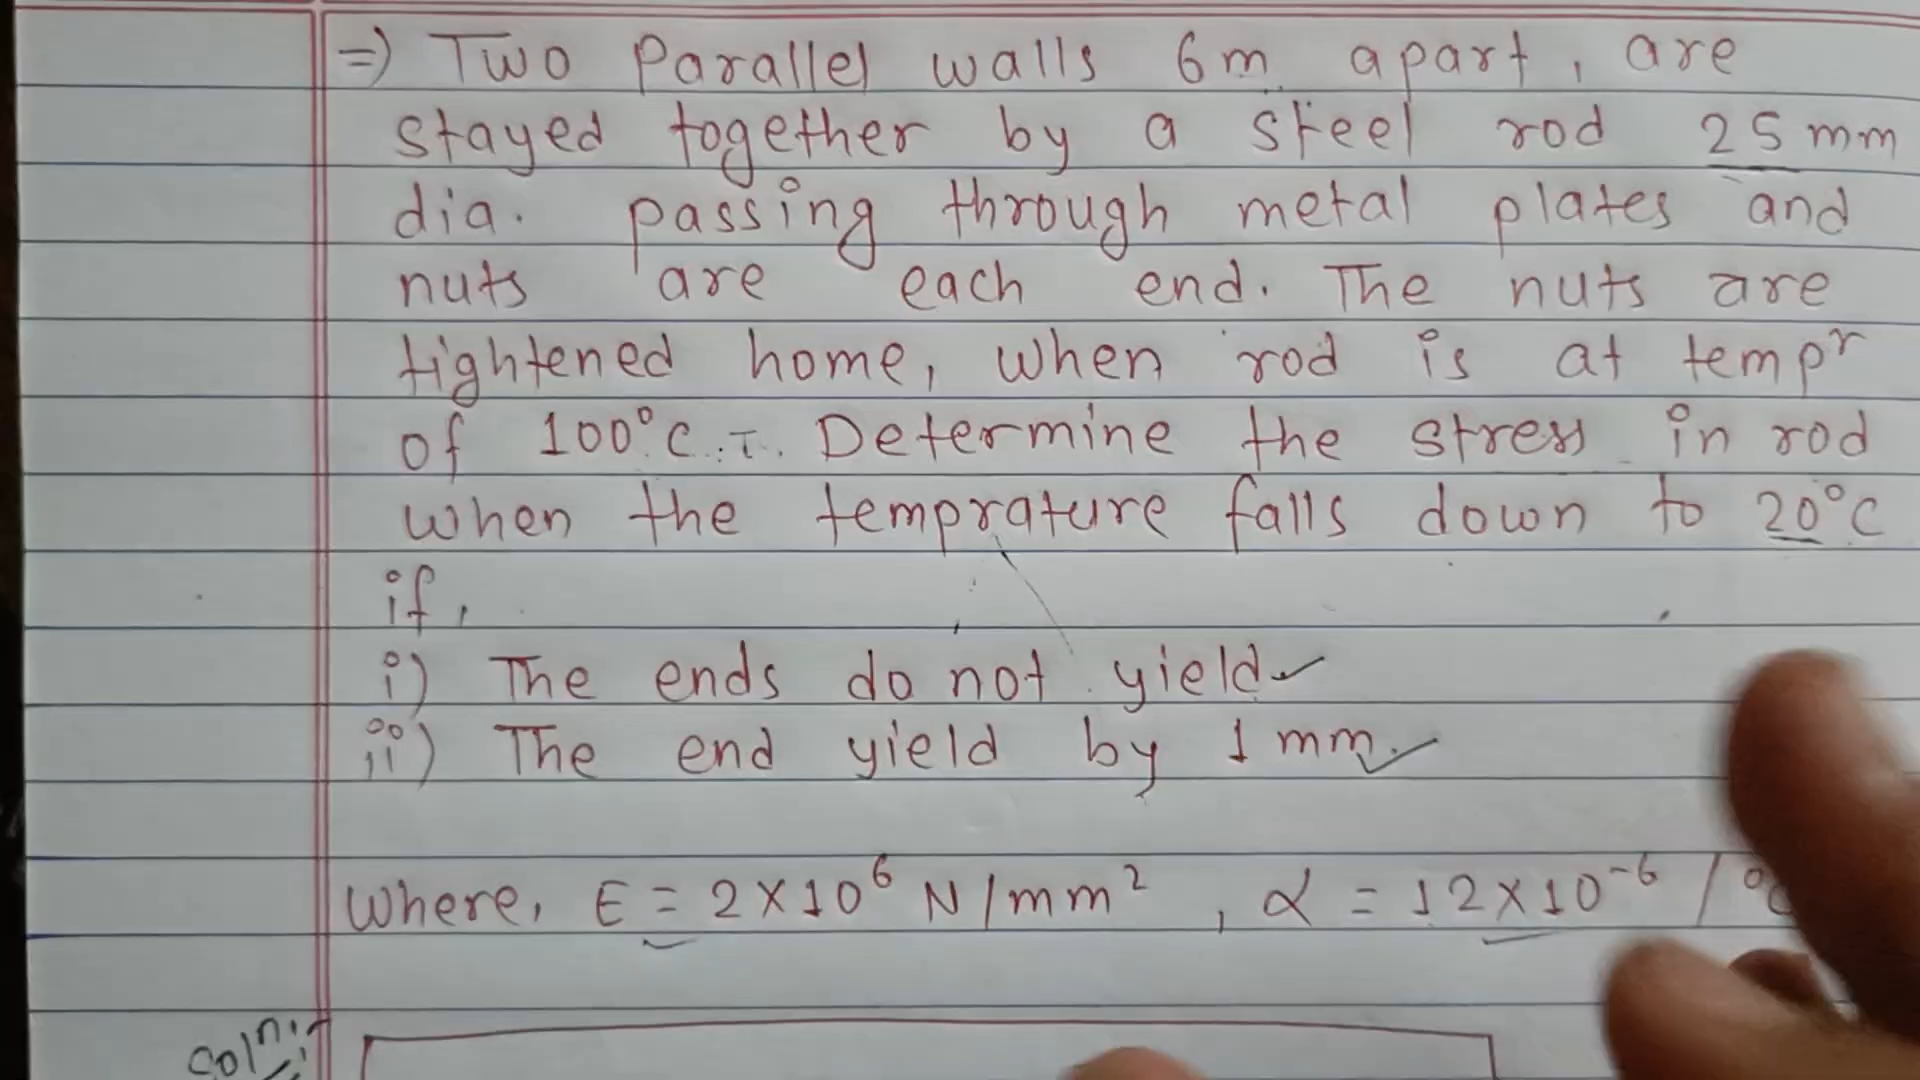 =) Two Parallel walls 6m apart, are
stayed together by a steel rod 25 mm
dia. passing through metal plates and
nuts are each end. The nuts are
tightened home, when rod is at tempr
of 100°C. Determine the stress in rod
when the temprature falls down to 20°C
if,
i) The ends do not yield
ii) The end yield by 1 mm.
Where, E = 2×10⁶ N/mm², α = 12×10⁻⁶ /°C
Solⁿ:-